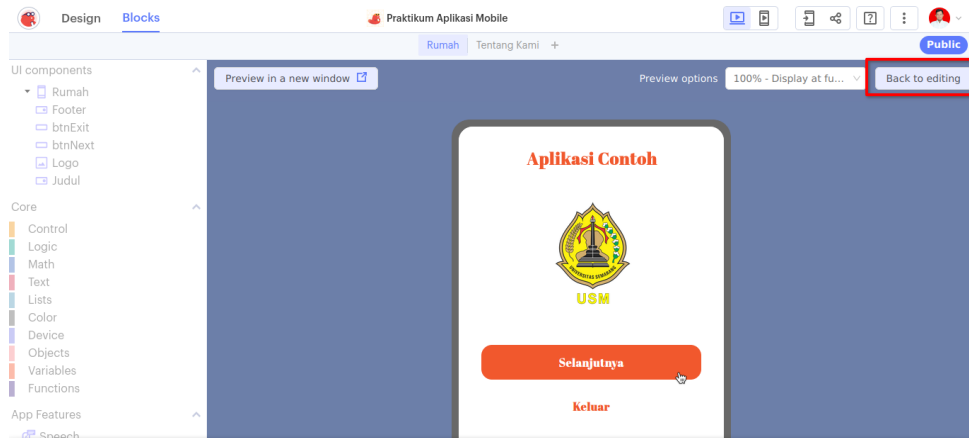 Design Blocks Praktikum Aplikasi Mobile
Rumah Tentang Kami + Public
UI components
Rumah
Footer
btnExit
btnNext
Logo
Judul
Core
Control
Logic
Math
Text
Lists
Color
Device
Objects
Variables
Functions
App Features
Speech
Preview in a new window Preview options 100% - Display at fu... Back to editing
Aplikasi Contoh
UNIVERSITAS SEMARANG
USM
Selanjutnya
Keluar